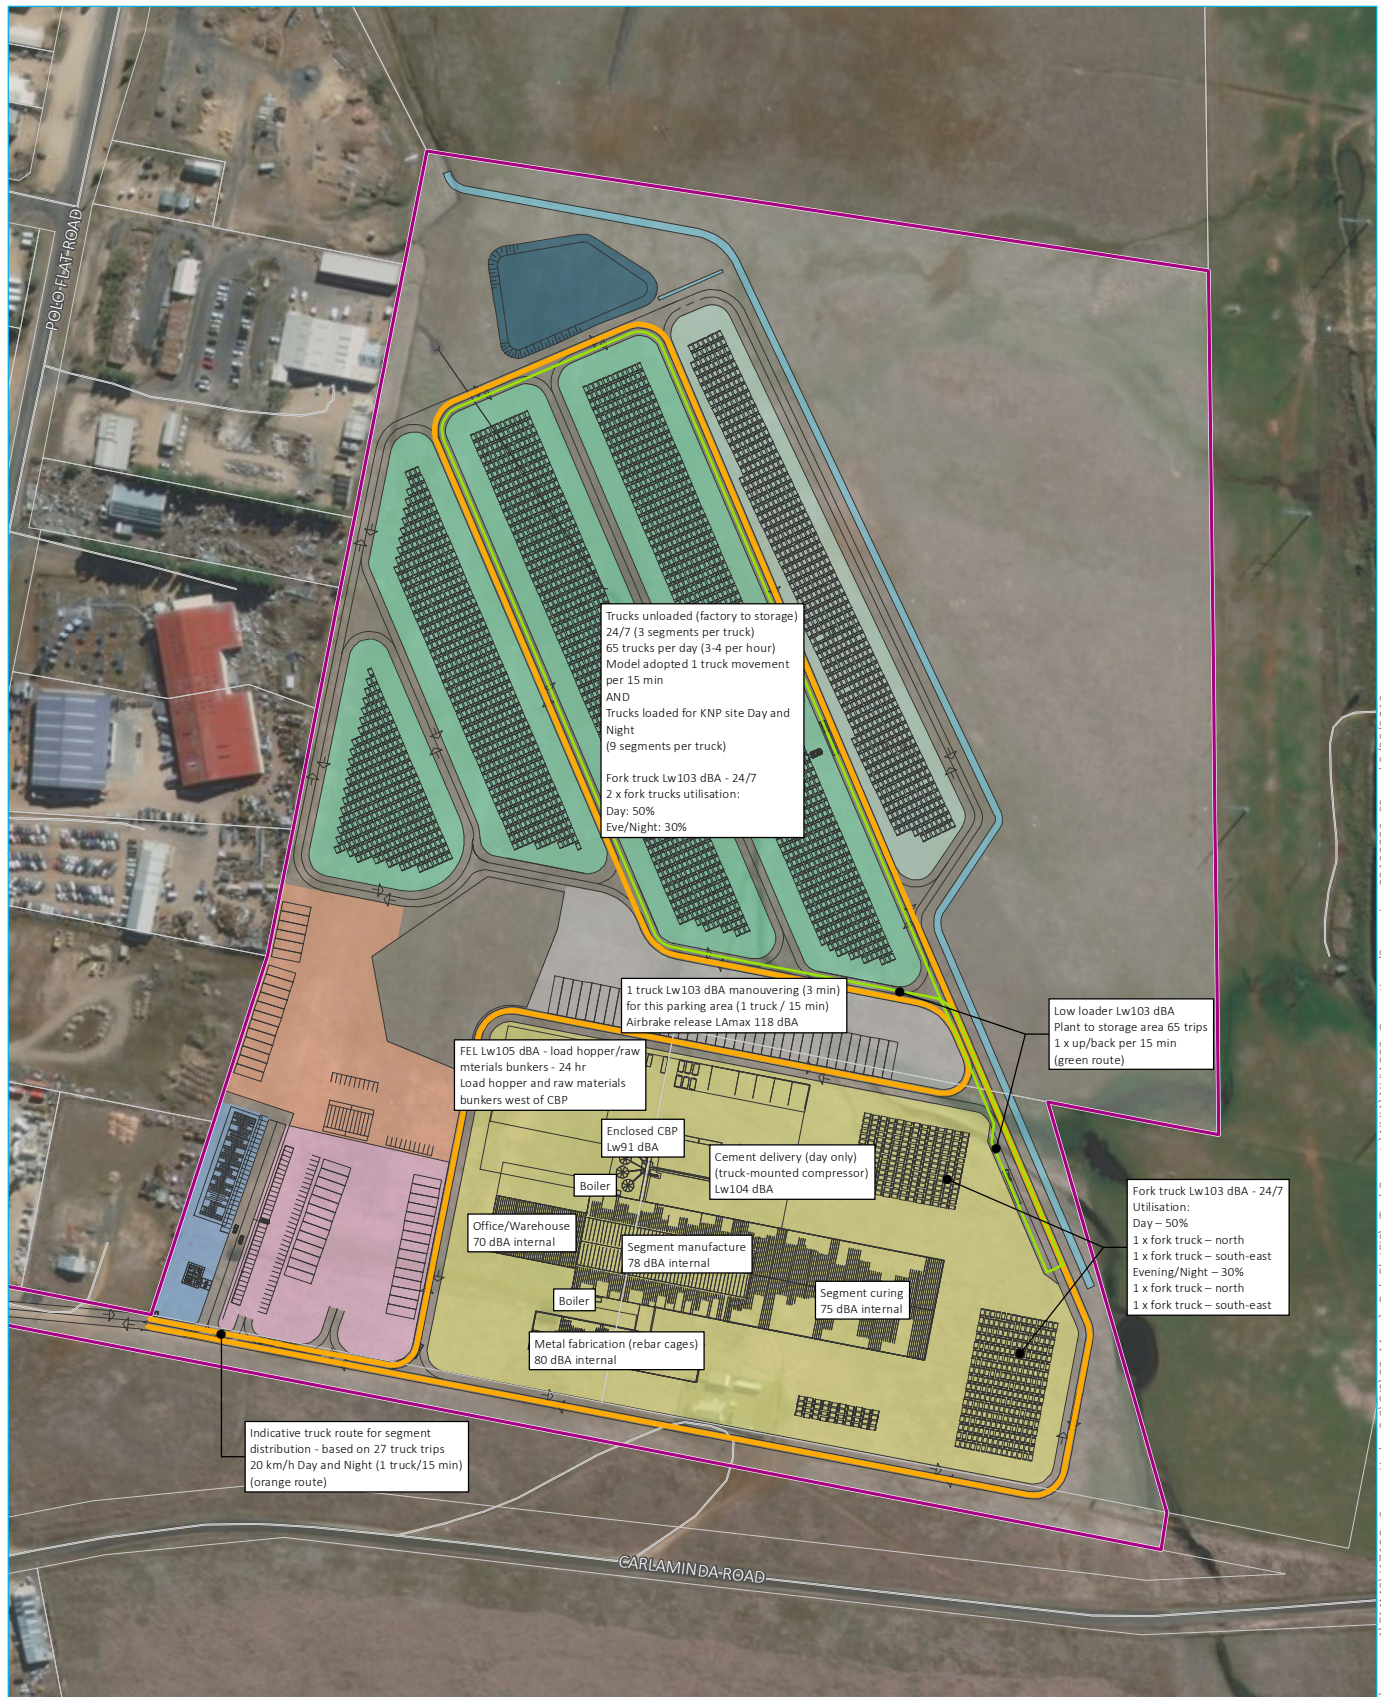 POLO FLAT ROAD
Trucks unloaded (factory to storage)
24/7 (3 segments per truck)
65 trucks per day (3-4 per hour)
Model adopted 1 truck movement
per 15 min
AND
Trucks loaded for KNP site Day and
Night
(9 segments per truck)
Fork truck Lw103 dBA - 24/7
2 x fork trucks utilisation:
Day: 50%
Eve/Night: 30%
1 truck Lw103 dBA manouvering (3 min)
for this parking area (1 truck / 15 min)
Airbrake release LAmax 118 dBA
Low loader Lw103 dBA
Plant to storage area 65 trips
1 x up/back per 15 min
(green route)
FEL Lw105 dBA - load hopper/raw
mterials bunkers - 24 hr
Load hopper and raw materials
bunkers west of CBP
Enclosed CBP
Lw91 dBA
Cement delivery (day only)
(truck-mounted compressor)
Lw104 dBA
Boiler
Fork truck Lw103 dBA - 24/7
Utilisation:
Day – 50%
1 x fork truck – north
1 x fork truck – south-east
Evening/Night – 30%
1 x fork truck – north
1 x fork truck – south-east
Office/Warehouse
70 dBA internal
Segment manufacture
78 dBA internal
Segment curing
75 dBA internal
Boiler
Metal fabrication (rebar cages)
80 dBA internal
Indicative truck route for segment
distribution - based on 27 truck trips
20 km/h Day and Night (1 truck/15 min)
(orange route)
CARLAMINDA ROAD